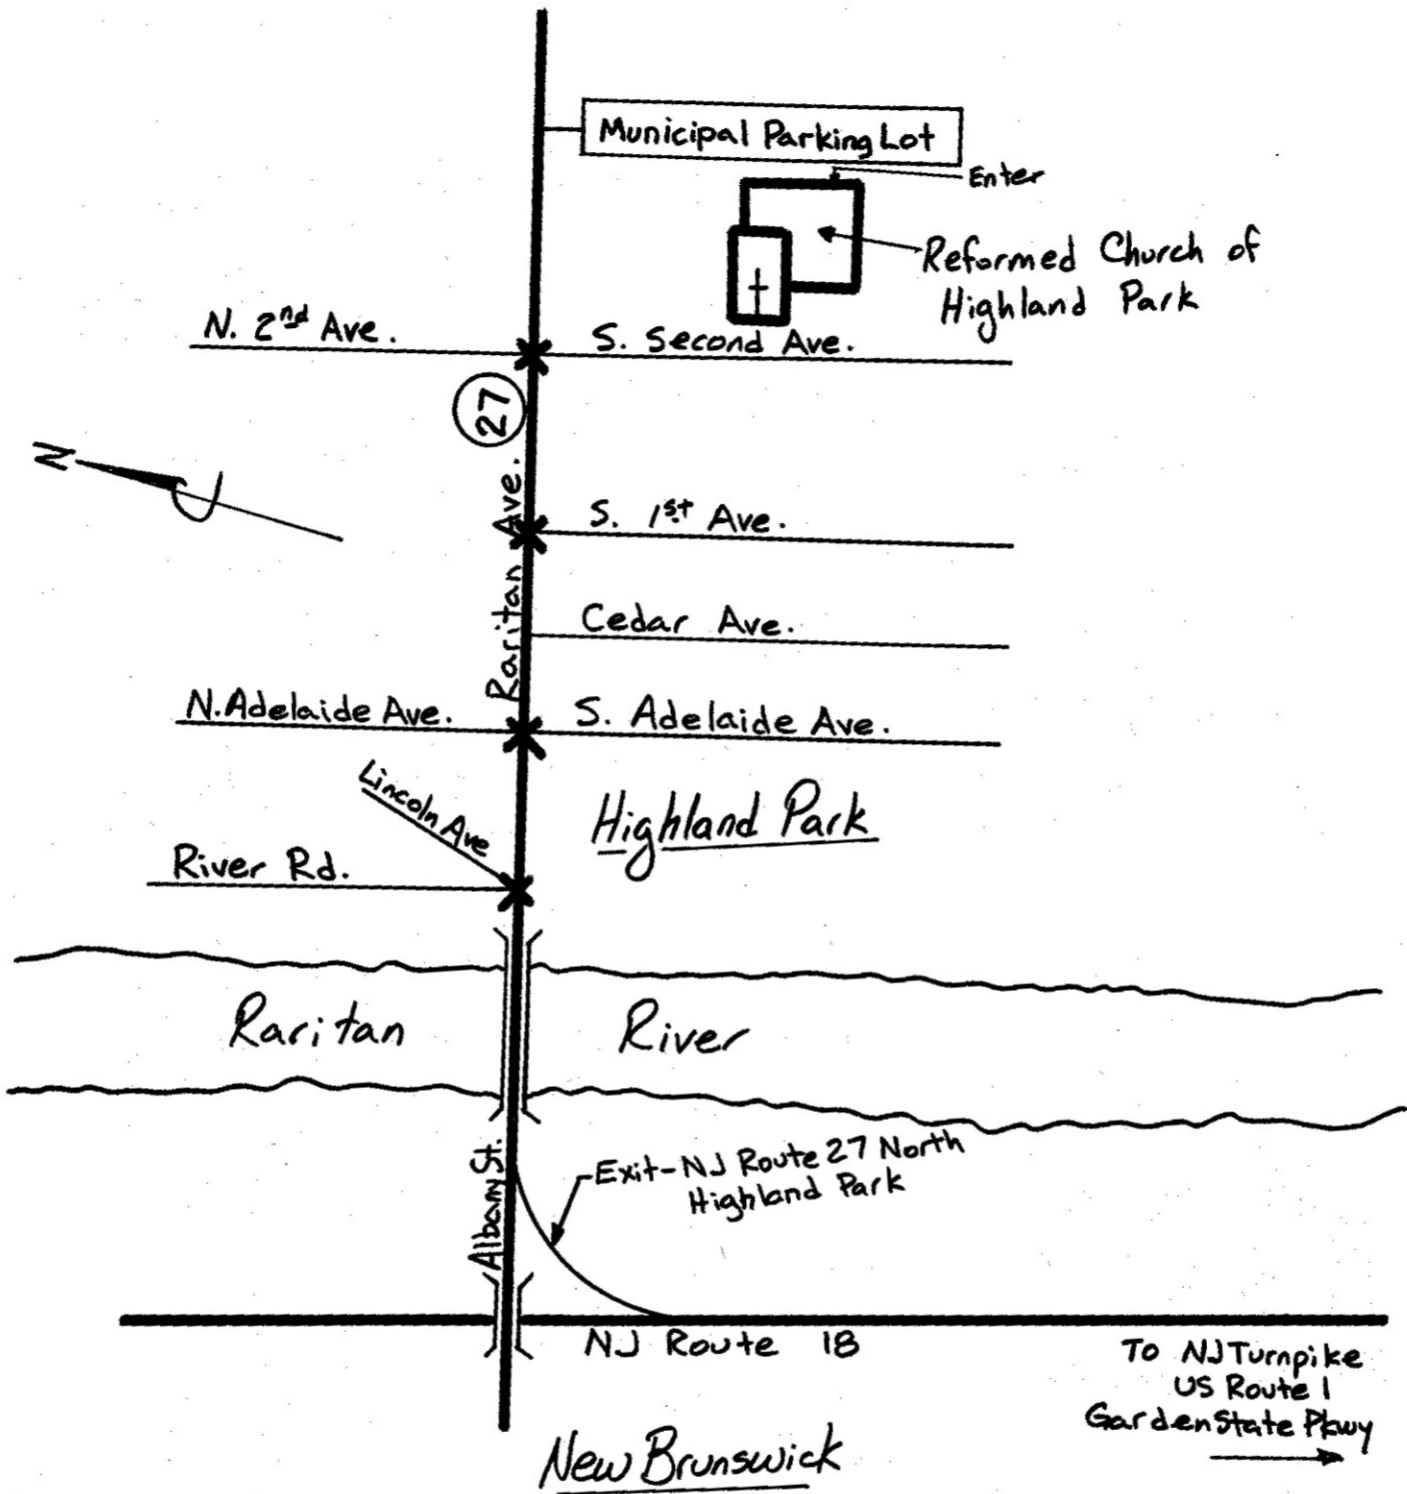 Municipal Parking Lot
Enter
Reformed Church of
Highland Park
N. 2nd Ave.
S. Second Ave.
27
N
Raritan Ave.
S. 1st Ave.
Cedar Ave.
N. Adelaide Ave.
S. Adelaide Ave.
Lincoln Ave
Highland Park
River Rd.
Raritan River
Albany St.
Exit-NJ Route 27 North
Highland Park
NJ Route 18
To NJ Turnpike
US Route 1
Garden State Pkwy
New Brunswick